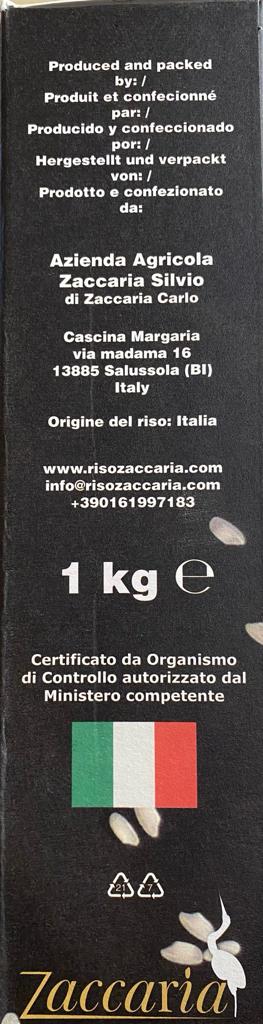 Produced and packed
by: /
Produit et confecionné
par: /
Producido y confeccionado
por: /
Hergestellt und verpackt
von: /
Prodotto e confezionato
da:
Azienda Agricola
Zaccaria Silvio
di Zaccaria Carlo
Cascina Margaria
via madama 16
13885 Salussola (BI)
Italy
Origine del riso: Italia
www.risozaccaria.com
info@risozaccaria.com
+390161997183
1 kg ℮
Certificato da Organismo
di Controllo autorizzato dal
Ministero competente
21 7
Zaccaria